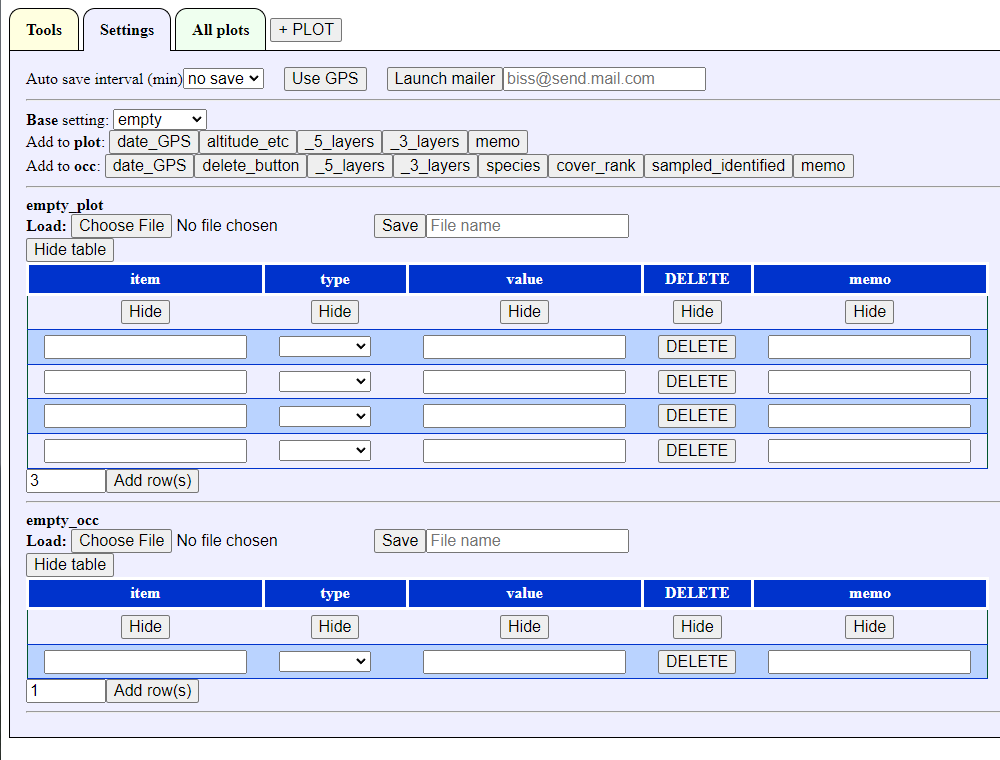 Tools Settings All plots + PLOT
Auto save interval (min) no save Use GPS Launch mailer biss@send.mail.com
Base setting: empty
Add to plot: date_GPS altitude_etc _5_layers _3_layers memo
Add to occ: date_GPS delete_button _5_layers _3_layers species cover_rank sampled_identified memo
empty_plot
Load: Choose File No file chosen Save File name
Hide table
item type value DELETE memo
Hide Hide Hide Hide Hide
DELETE
DELETE
DELETE
DELETE
3 Add row(s)
empty_occ
Load: Choose File No file chosen Save File name
Hide table
item type value DELETE memo
Hide Hide Hide Hide Hide
DELETE
1 Add row(s)